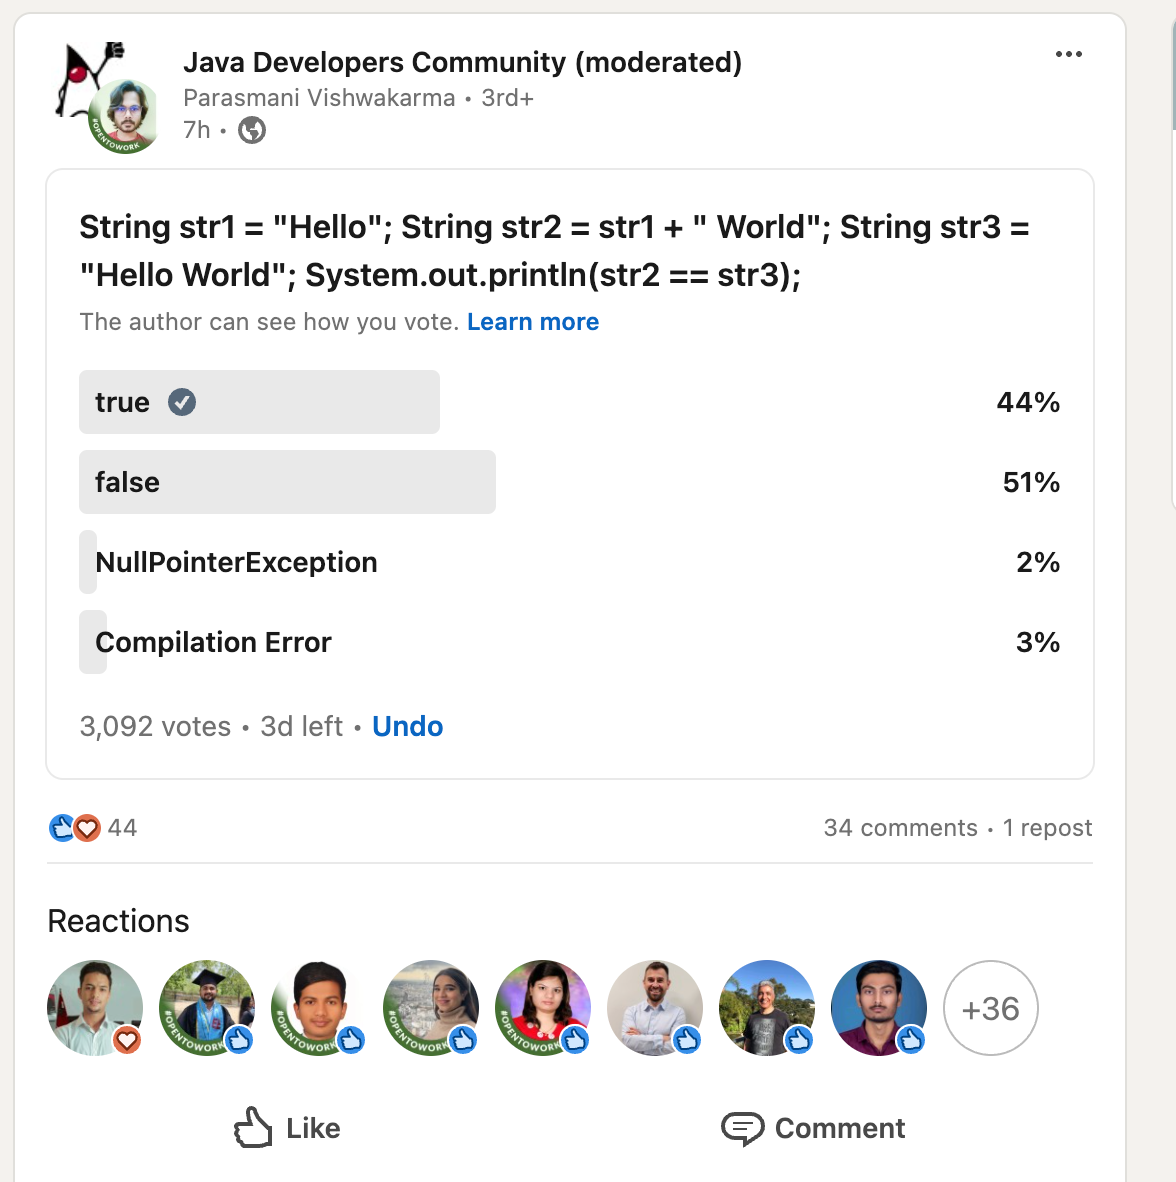 Java Developers Community (moderated)
Parasmani Vishwakarma • 3rd+
7h •
#OPENTOWORK
String str1 = "Hello"; String str2 = str1 + " World"; String str3 =
"Hello World"; System.out.println(str2 == str3);
The author can see how you vote. Learn more
true 44%
false 51%
NullPointerException 2%
Compilation Error 3%
3,092 votes • 3d left • Undo
44 34 comments • 1 repost
Reactions
#OPENTOWORK #OPENTOWORK #OPENTOWORK #OPENTOWORK +36
Like Comment